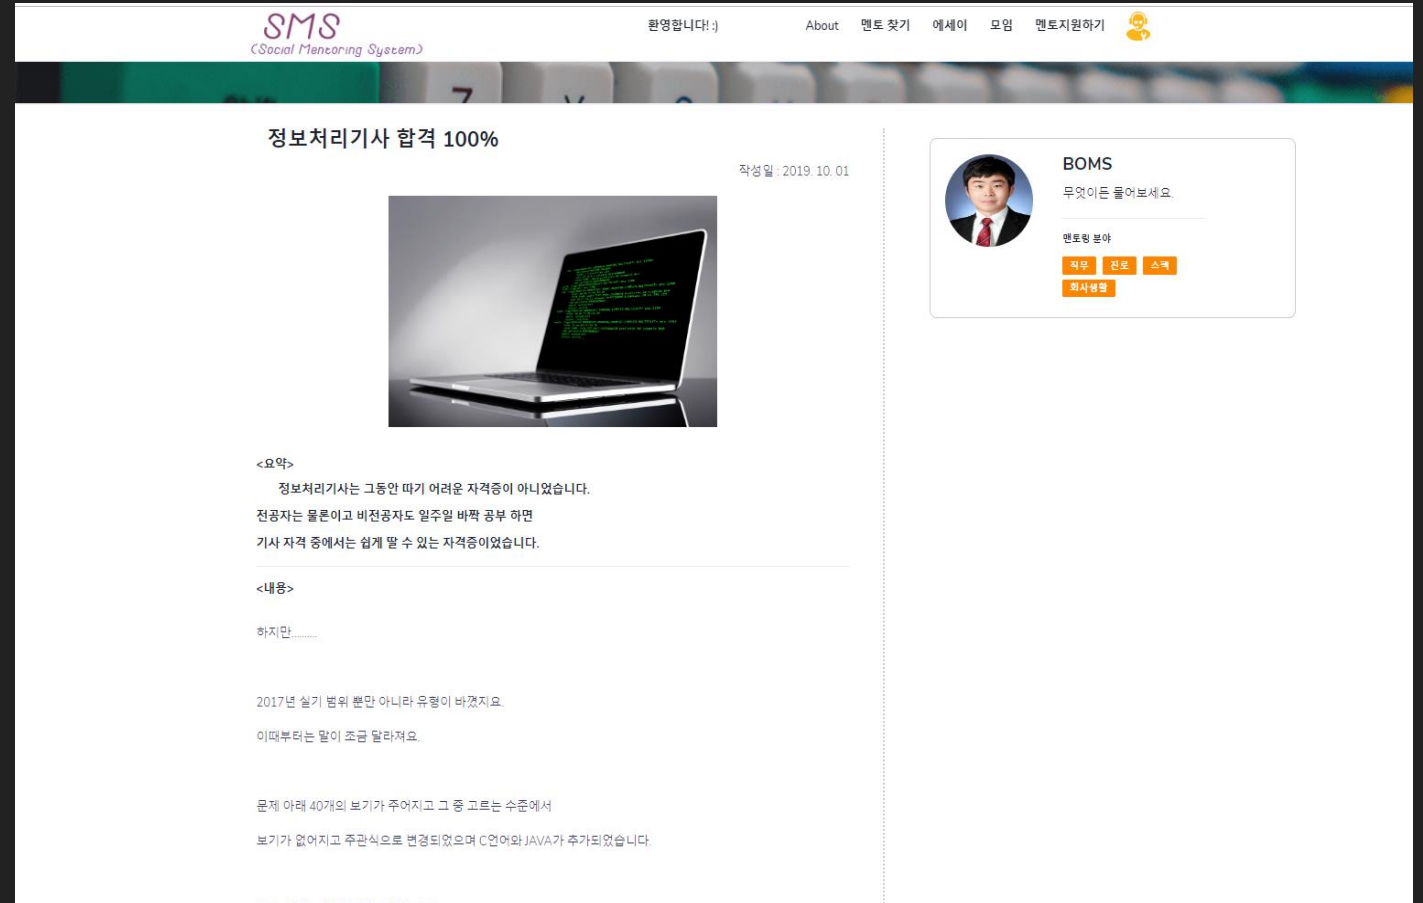 SMS
(Social Mentoring System)
환영합니다! :)
About
멘토 찾기
에세이
모임
멘토지원하기
정보처리기사 합격 100%
작성일 : 2019. 10. 01
BOMS
무엇이든 물어보세요.
맨토링 분야
직무 진로 스펙
회사생활
<요약>
정보처리기사는 그동안 따기 어려운 자격증이 아니었습니다.
전공자는 물론이고 비전공자도 일주일 바짝 공부 하면
기사 자격 중에서는 쉽게 딸 수 있는 자격증이었습니다.
<내용>
하지만..........
2017년 실기 범위 뿐만 아니라 유형이 바꼈지요.
이때부터는 말이 조금 달라져요.
문제 아래 40개의 보기가 주어지고 그 중 고르는 수준에서
보기가 없어지고 주관식으로 변경되었으며 C언어와 JAVA가 추가되었습니다.